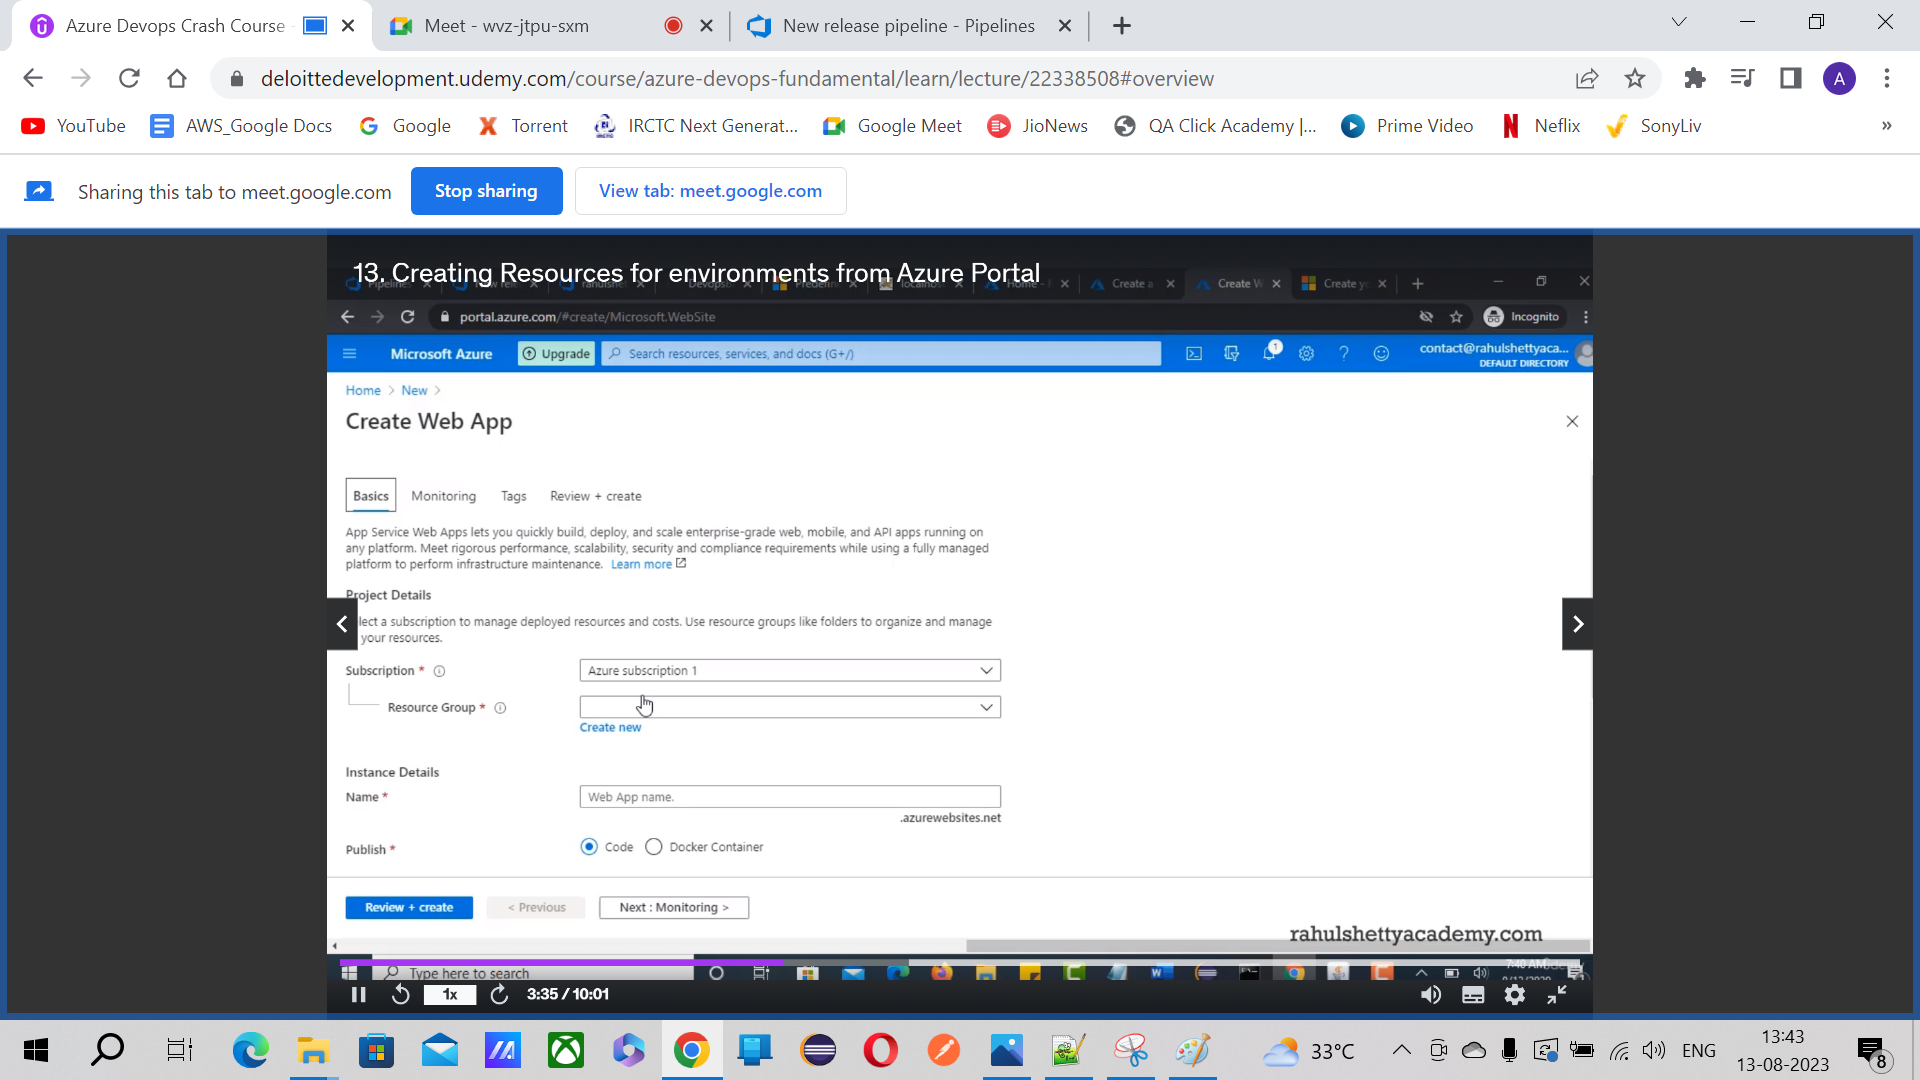 Azure Devops Crash Course
Meet - wvz-jtpu-sxm
New release pipeline - Pipelines
deloittedevelopment.udemy.com/course/azure-devops-fundamental/learn/lecture/22338508#overview
A
YouTube
AWS_Google Docs
Google
Torrent
IRCTC Next Generat...
Google Meet
JioNews
QA Click Academy |...
Prime Video
Neflix
SonyLiv
»
Sharing this tab to meet.google.com
Stop sharing
View tab: meet.google.com
13. Creating Resources for environments from Azure Portal
Create a
Create W
Create y
portal.azure.com/#create/Microsoft.WebSite
Incognito
Microsoft Azure
Upgrade
Search resources, services, and docs (G+/)
1
contact@rahulshettyaca...
DEFAULT DIRECTORY
Home > New >
Create Web App
Basics
Monitoring
Tags
Review + create
App Service Web Apps lets you quickly build, deploy, and scale enterprise-grade web, mobile, and API apps running on
any platform. Meet rigorous performance, scalability, security and compliance requirements while using a fully managed
platform to perform infrastructure maintenance. Learn more
Project Details
lect a subscription to manage deployed resources and costs. Use resource groups like folders to organize and manage
your resources.
Subscription *
Azure subscription 1
Resource Group *
Create new
Instance Details
Name *
Web App name.
.azurewebsites.net
Publish *
Code
Docker Container
Review + create
< Previous
Next : Monitoring >
rahulshettyacademy.com
Type here to search
7:40 AM
1x
3:35 / 10:01
33°C
ENG
13:43
13-08-2023
8